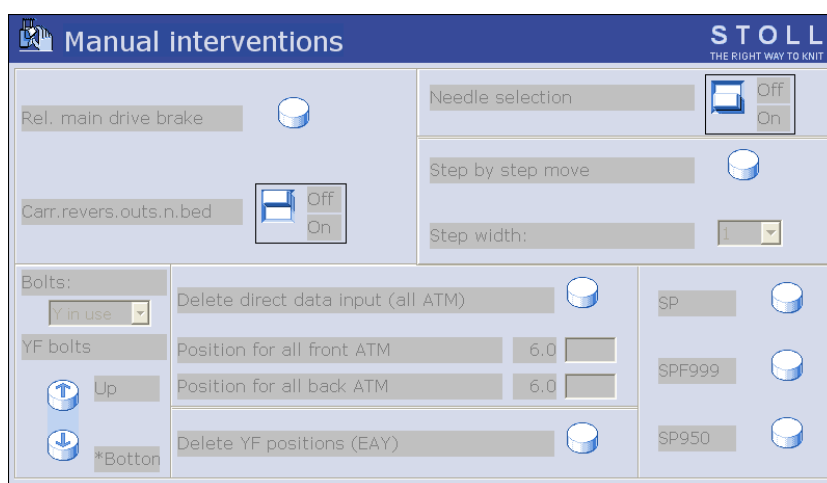 Manual interventions
STOLL
THE RIGHT WAY TO KNIT
Rel. main drive brake
Needle selection
Off
On
Carr.revers.outs.n.bed
Off
On
Step by step move
Step width:
1
Bolts:
Y in use
YF bolts
Up
*Botton
Delete direct data input (all ATM)
Position for all front ATM 6.0
Position for all back ATM 6.0
Delete YF positions (EAY)
SP
SPF999
SP950